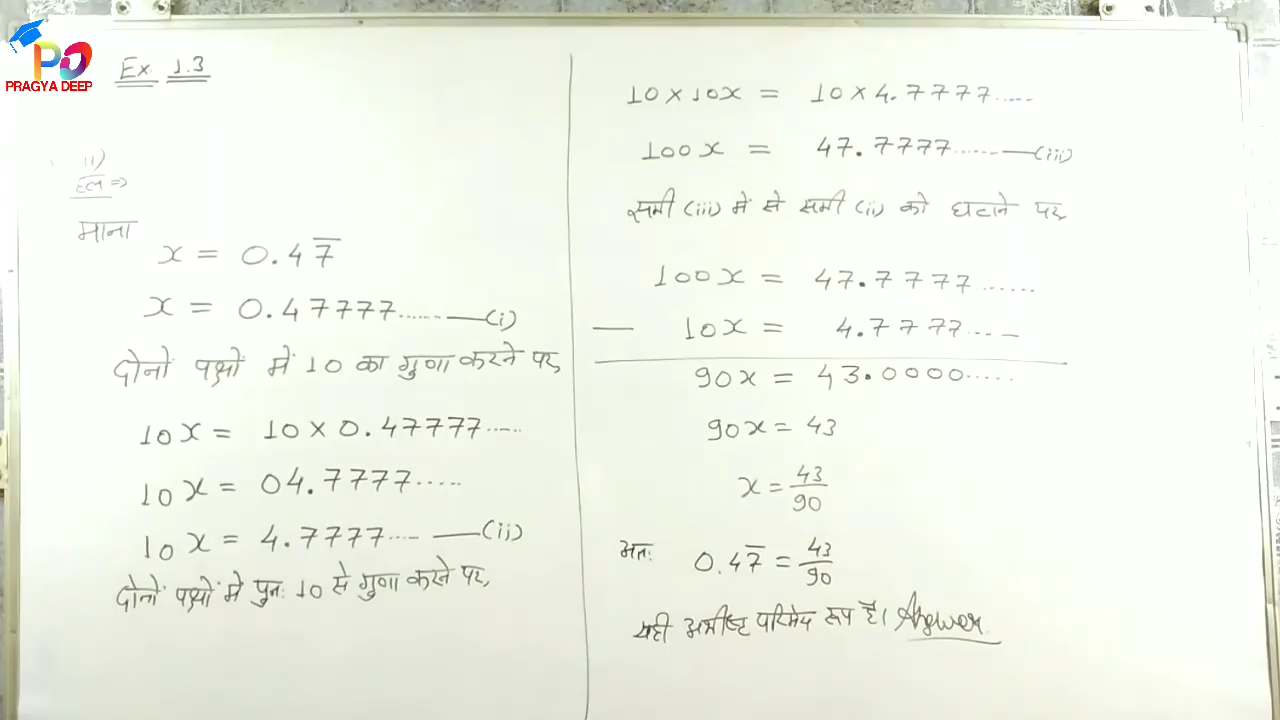 PRAGYA DEEP
Ex. 1.3
ii)
हल ⇒
माना
x = 0.47̅
x = 0.47777...... —(i)
दोनों पक्षों में 10 का गुणा करने पर,
10x = 10 × 0.47777.....
10x = 04.7777.....
10x = 4.7777.... —(ii)
दोनों पक्षों में पुनः 10 से गुणा करने पर,
10 × 10x = 10 × 4.7777.....
100x = 47.7777...... —(iii)
समी (iii) में से समी (ii) को घटाने पर,
100x = 47.7777......
— 10x = 4.7777....
90x = 43.0000.....
90x = 43
x = 43/90
अतः 0.47̅ = 43/90
यही अभीष्ट परिमेय रूप है। Answer.